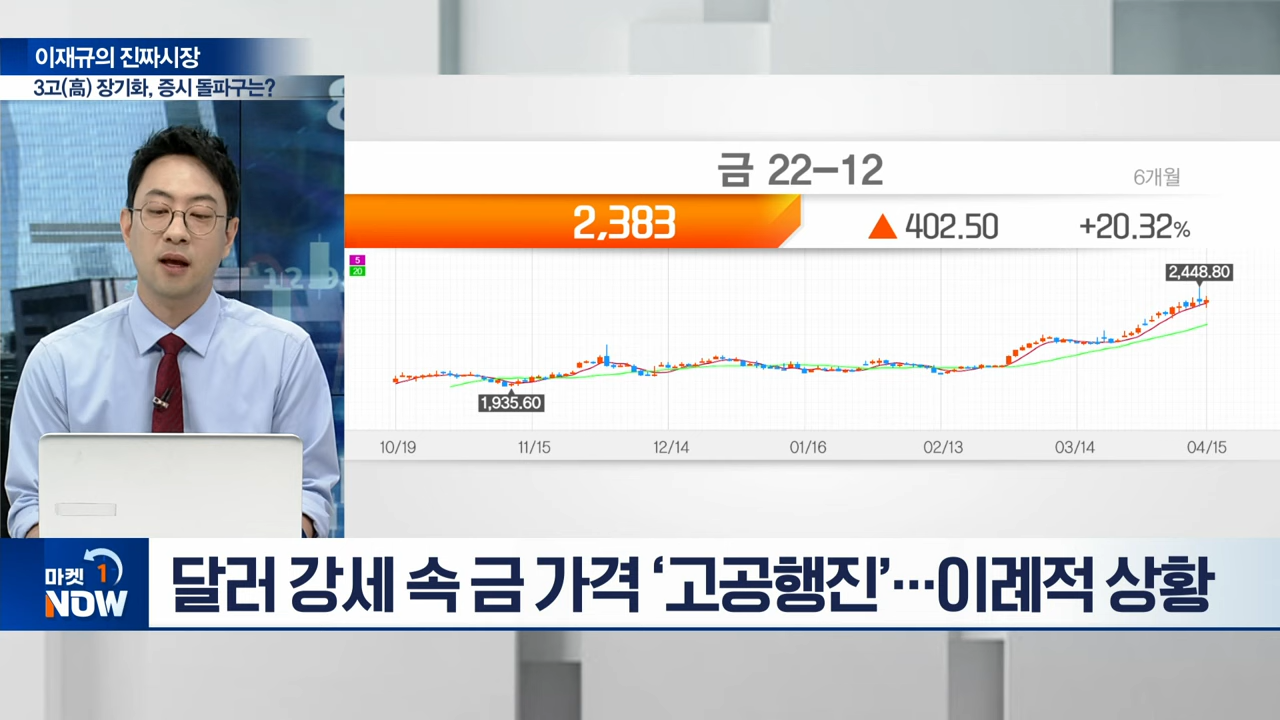 이재규의 진짜시장
3고(高) 장기화, 증시 돌파구는?
금 22-12
6개월
2,383
▲ 402.50
+20.32%
5
20
2,448.80
1,935.60
10/19
11/15
12/14
01/16
02/13
03/14
04/15
마켓 1
NOW
달러 강세 속 금 가격 ‘고공행진’…이례적 상황